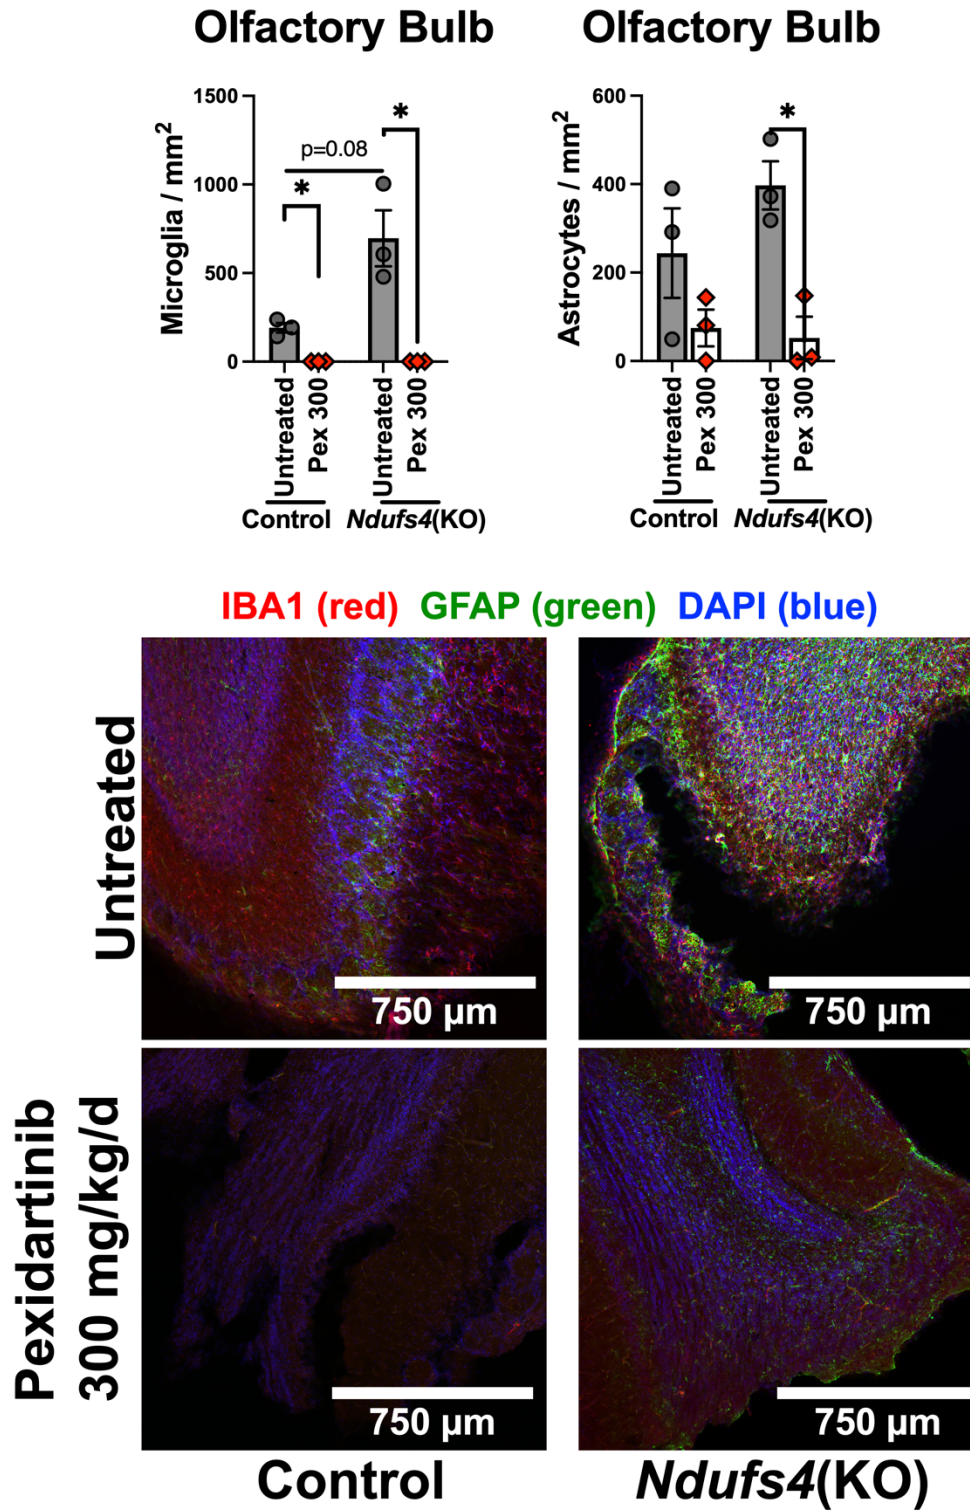 Olfactory Bulb
Microglia / mm²
1500
1000
500
0
p=0.08
*
*
Untreated
Pex 300
Untreated
Pex 300
Control
Ndufs4(KO)
Olfactory Bulb
Astrocytes / mm²
600
400
200
0
*
Untreated
Pex 300
Untreated
Pex 300
Control
Ndufs4(KO)
IBA1 (red) GFAP (green) DAPI (blue)
Untreated
750 µm
750 µm
Pexidartinib
300 mg/kg/d
750 µm
750 µm
Control
Ndufs4(KO)